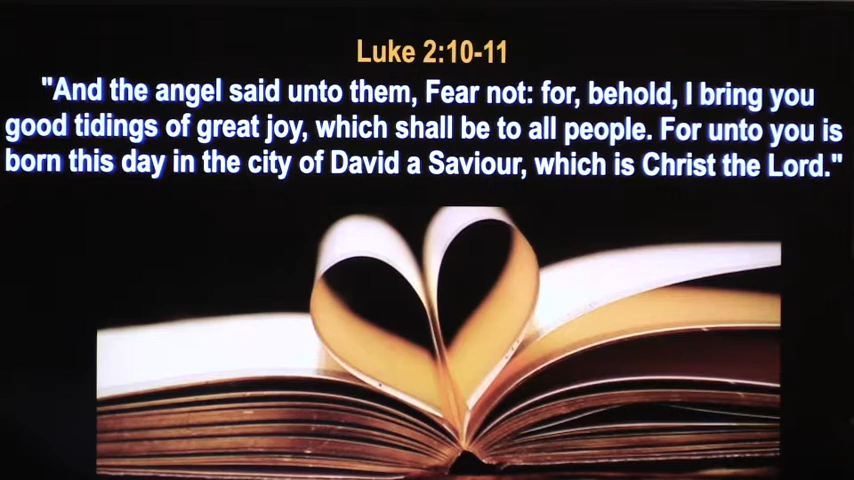 Luke 2:10-11
"And the angel said unto them, Fear not: for, behold, I bring you
good tidings of great joy, which shall be to all people. For unto you is
born this day in the city of David a Saviour, which is Christ the Lord."